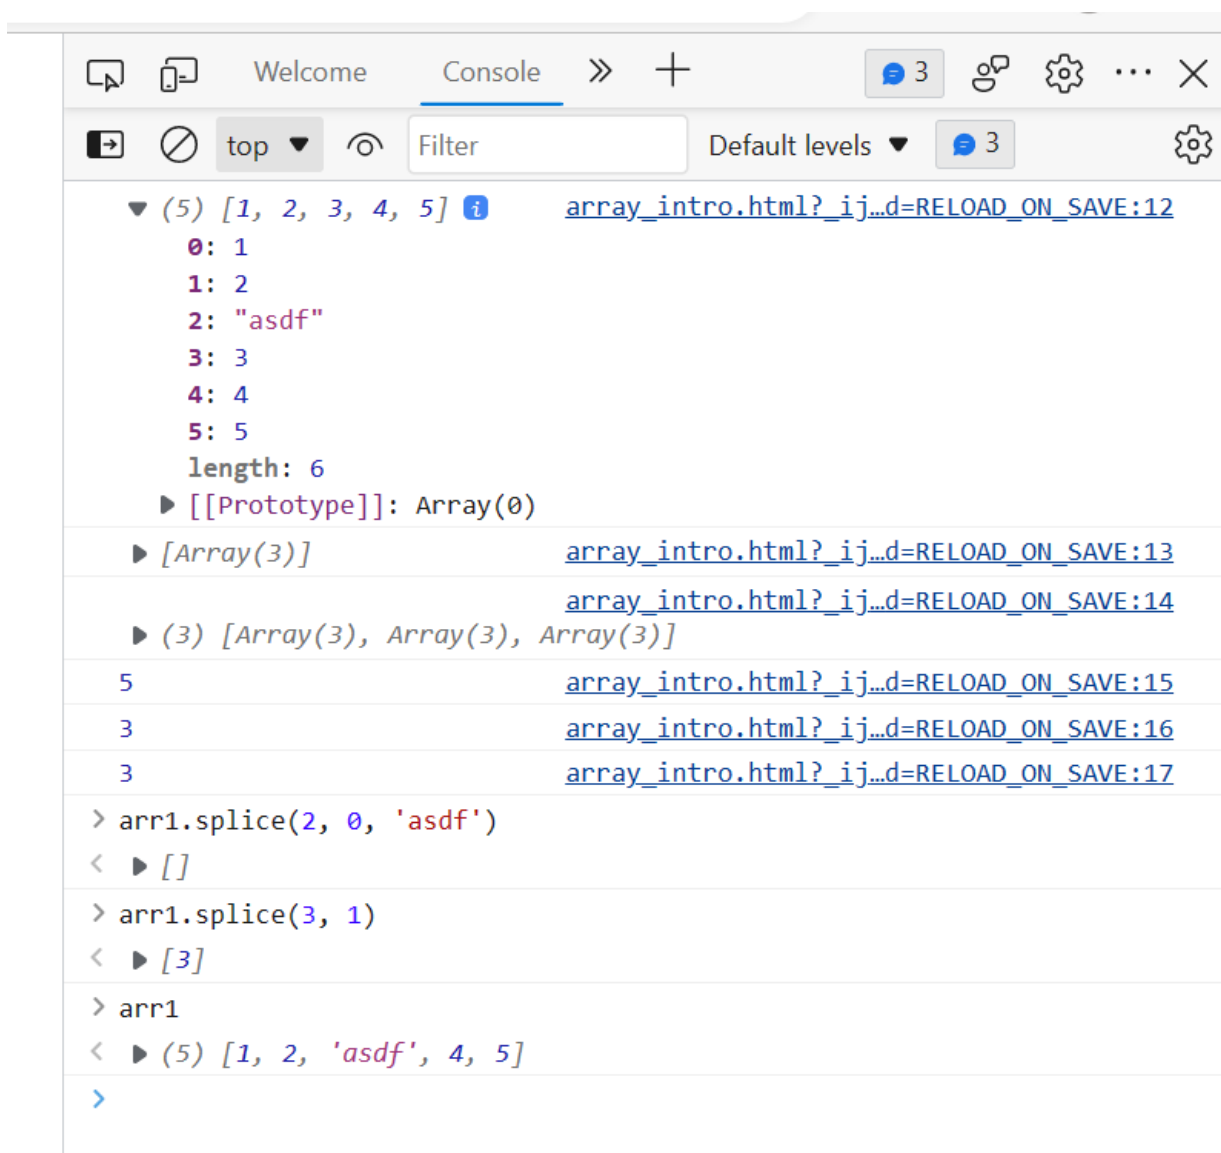 Welcome Console 3
top Filter Default levels 3
(5) [1, 2, 3, 4, 5] i array_intro.html?_ij…d=RELOAD_ON_SAVE:12
0: 1
1: 2
2: "asdf"
3: 3
4: 4
5: 5
length: 6
[[Prototype]]: Array(0)
[Array(3)] array_intro.html?_ij…d=RELOAD_ON_SAVE:13
array_intro.html?_ij…d=RELOAD_ON_SAVE:14
(3) [Array(3), Array(3), Array(3)]
5 array_intro.html?_ij…d=RELOAD_ON_SAVE:15
3 array_intro.html?_ij…d=RELOAD_ON_SAVE:16
3 array_intro.html?_ij…d=RELOAD_ON_SAVE:17
> arr1.splice(2, 0, 'asdf')
< []
> arr1.splice(3, 1)
< [3]
> arr1
< (5) [1, 2, 'asdf', 4, 5]
>